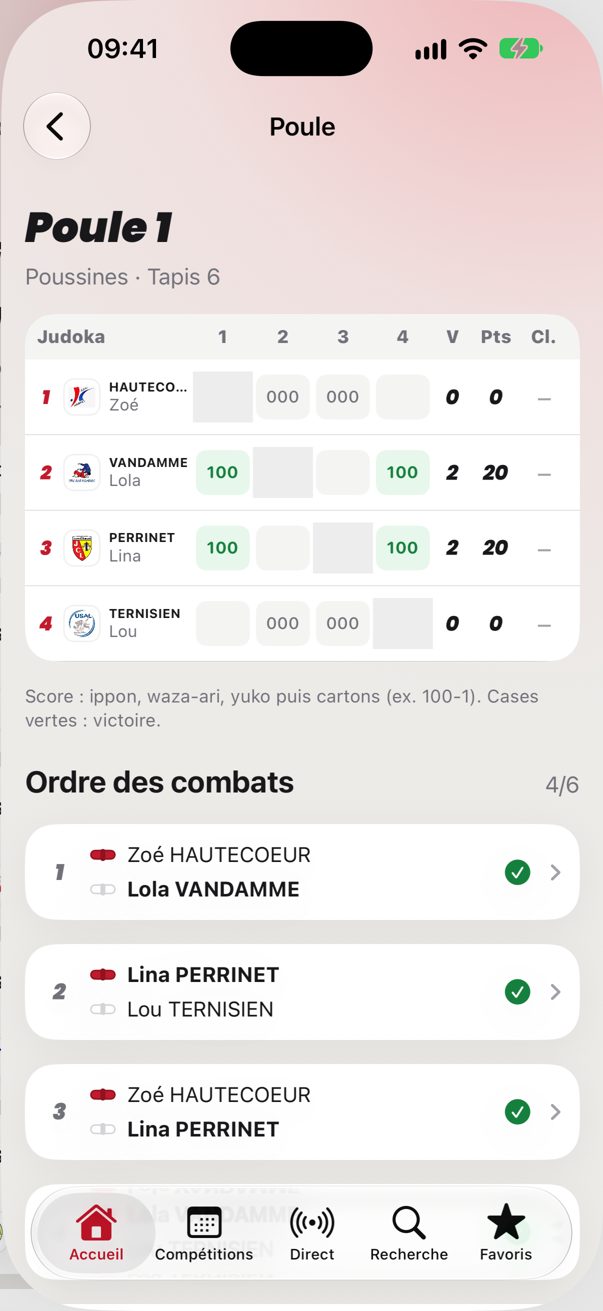 09:41
Poule
Poule 1
Poussines · Tapis 6
Judoka 1 2 3 4 V Pts Cl.
1 HAUTECO... Zoé 000 000 0 0 –
2 VANDAMME Lola 100 100 2 20 –
3 PERRINET Lina 100 100 2 20 –
4 TERNISIEN Lou 000 000 0 0 –
Score : ippon, waza-ari, yuko puis cartons (ex. 100-1). Cases
vertes : victoire.
Ordre des combats 4/6
1 Zoé HAUTECOEUR
Lola VANDAMME
2 Lina PERRINET
Lou TERNISIEN
3 Zoé HAUTECOEUR
Lina PERRINET
Accueil Compétitions Direct Recherche Favoris